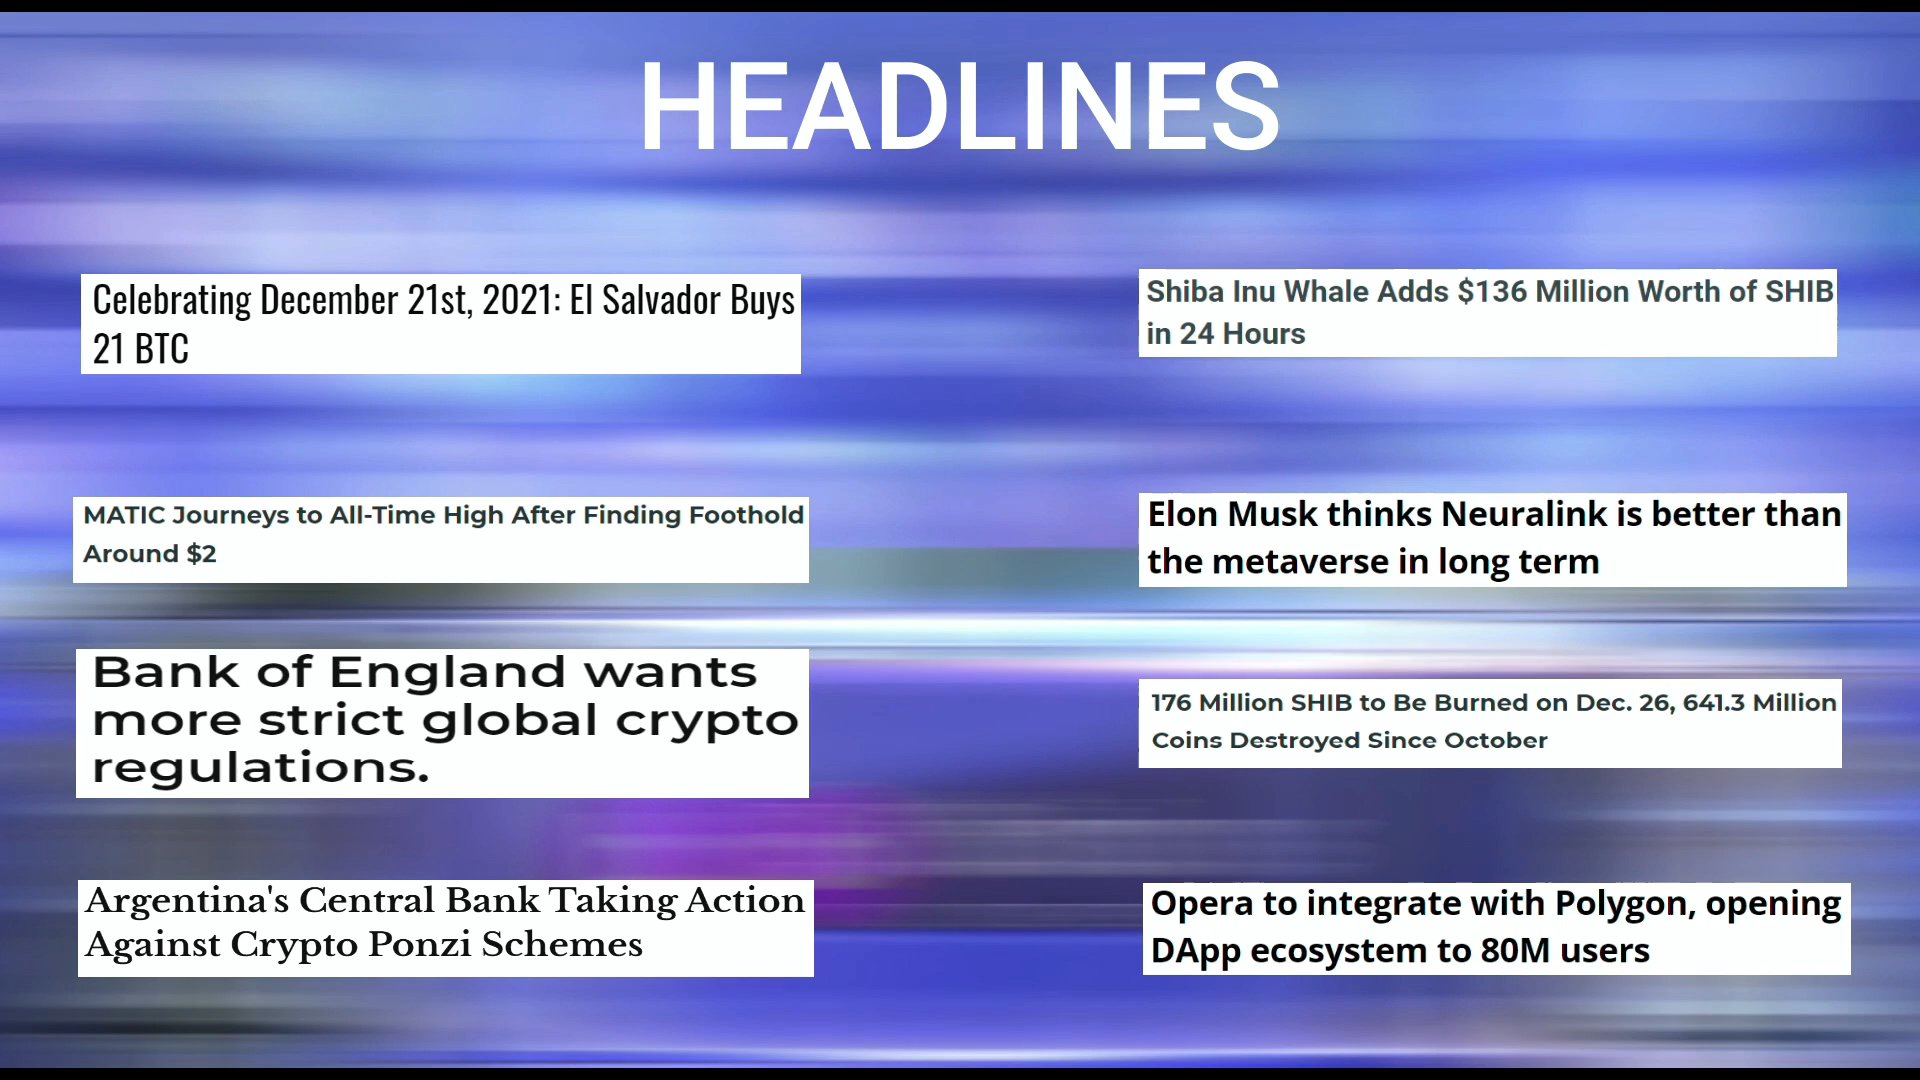 HEADLINES
Celebrating December 21st, 2021: El Salvador Buys
21 BTC
Shiba Inu Whale Adds $136 Million Worth of SHIB
in 24 Hours
MATIC Journeys to All-Time High After Finding Foothold
Around $2
Elon Musk thinks Neuralink is better than
the metaverse in long term
Bank of England wants
more strict global crypto
regulations.
176 Million SHIB to Be Burned on Dec. 26, 641.3 Million
Coins Destroyed Since October
Argentina's Central Bank Taking Action
Against Crypto Ponzi Schemes
Opera to integrate with Polygon, opening
DApp ecosystem to 80M users